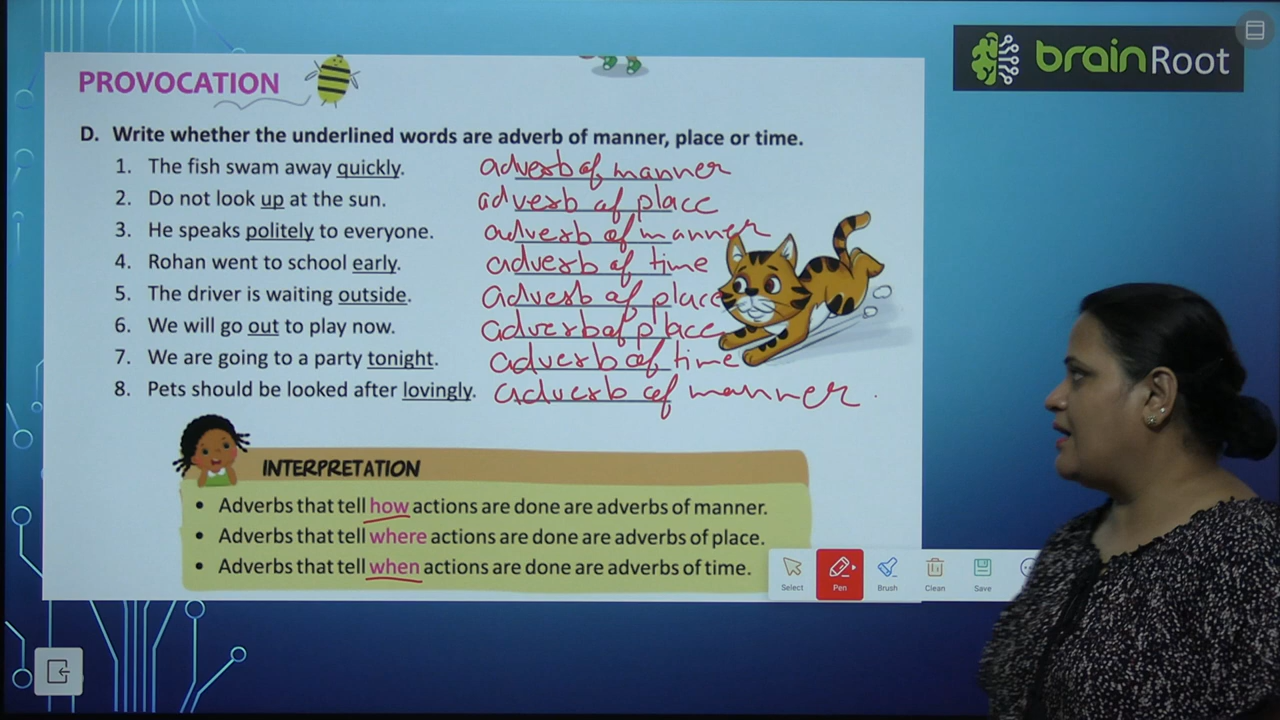 brainRoot
PROVOCATION
D. Write whether the underlined words are adverb of manner, place or time.
1. The fish swam away quickly. adverb of manner
2. Do not look up at the sun. adverb of place
3. He speaks politely to everyone. adverb of manner
4. Rohan went to school early. adverb of time
5. The driver is waiting outside. adverb of place
6. We will go out to play now. adverb of place
7. We are going to a party tonight. adverb of time
8. Pets should be looked after lovingly. adverb of manner.
INTERPRETATION
• Adverbs that tell how actions are done are adverbs of manner.
• Adverbs that tell where actions are done are adverbs of place.
• Adverbs that tell when actions are done are adverbs of time.
Select Pen Brush Clean Save